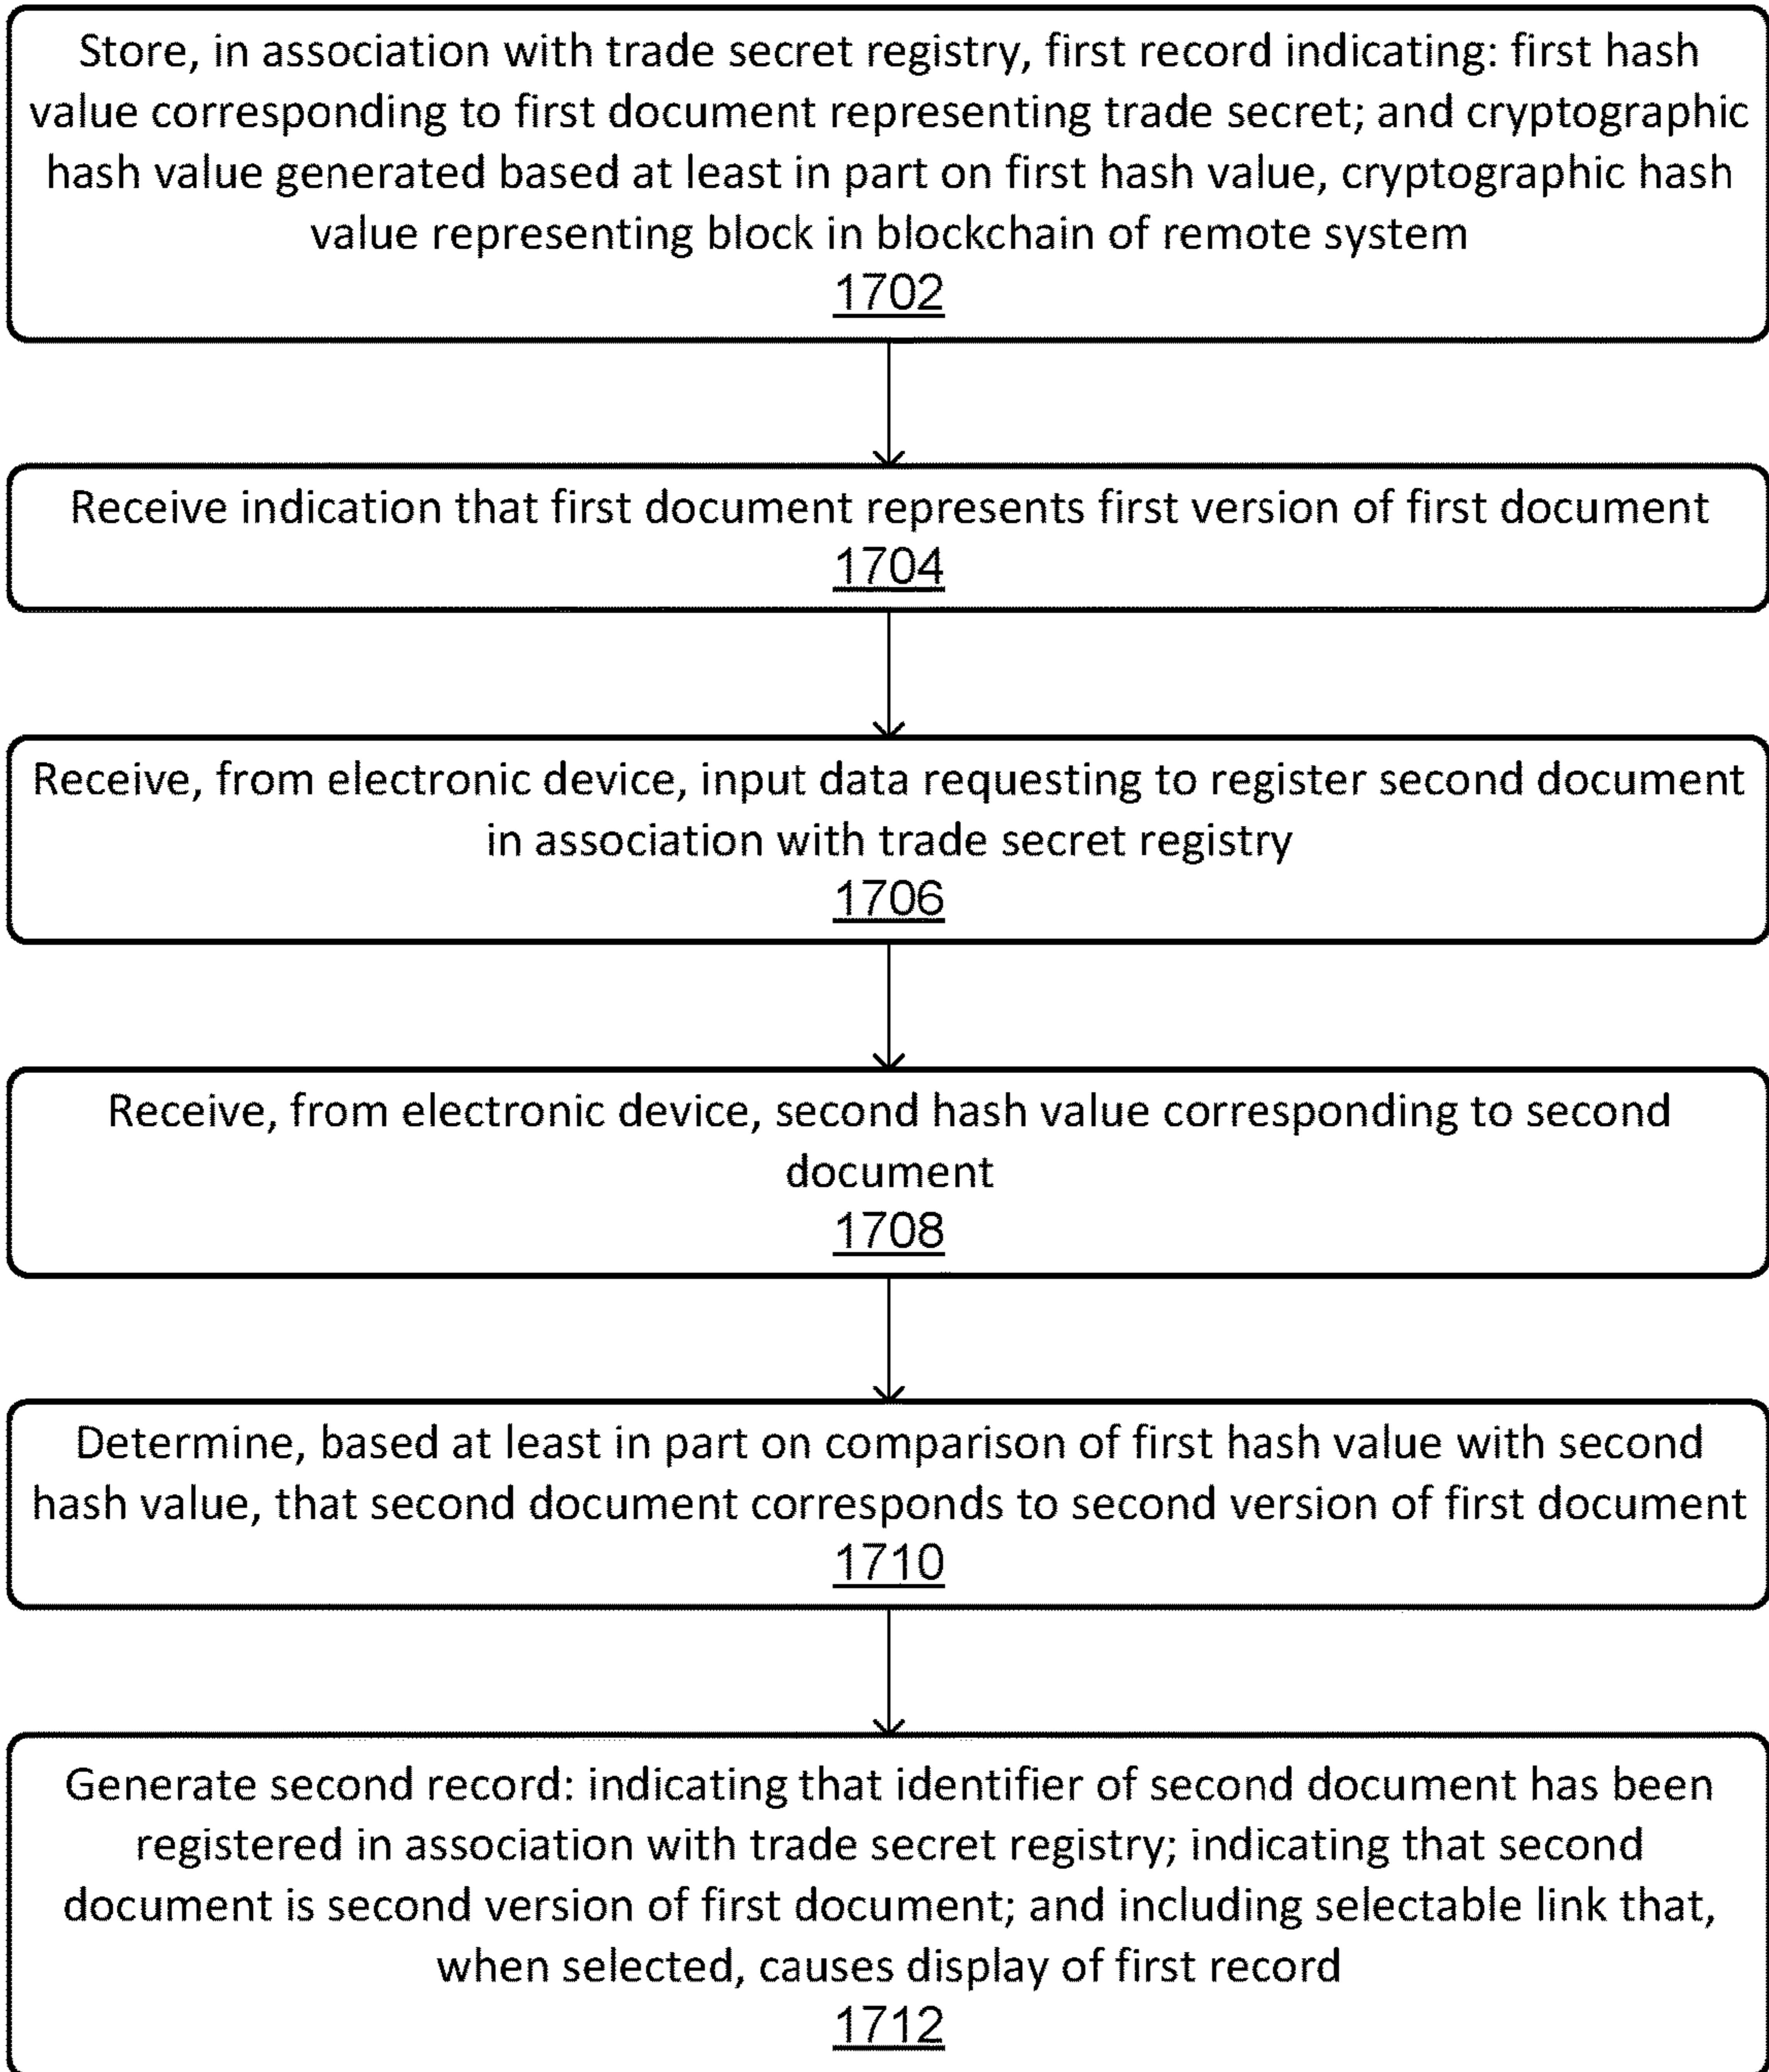 Store, in association with trade secret registry, first record indicating: first hash
value corresponding to first document representing trade secret; and cryptographic
hash value generated based at least in part on first hash value, cryptographic hash
value representing block in blockchain of remote system
1702
Receive indication that first document represents first version of first document
1704
Receive, from electronic device, input data requesting to register second document
in association with trade secret registry
1706
Receive, from electronic device, second hash value corresponding to second
document
1708
Determine, based at least in part on comparison of first hash value with second
hash value, that second document corresponds to second version of first document
1710
Generate second record: indicating that identifier of second document has been
registered in association with trade secret registry; indicating that second
document is second version of first document; and including selectable link that,
when selected, causes display of first record
1712